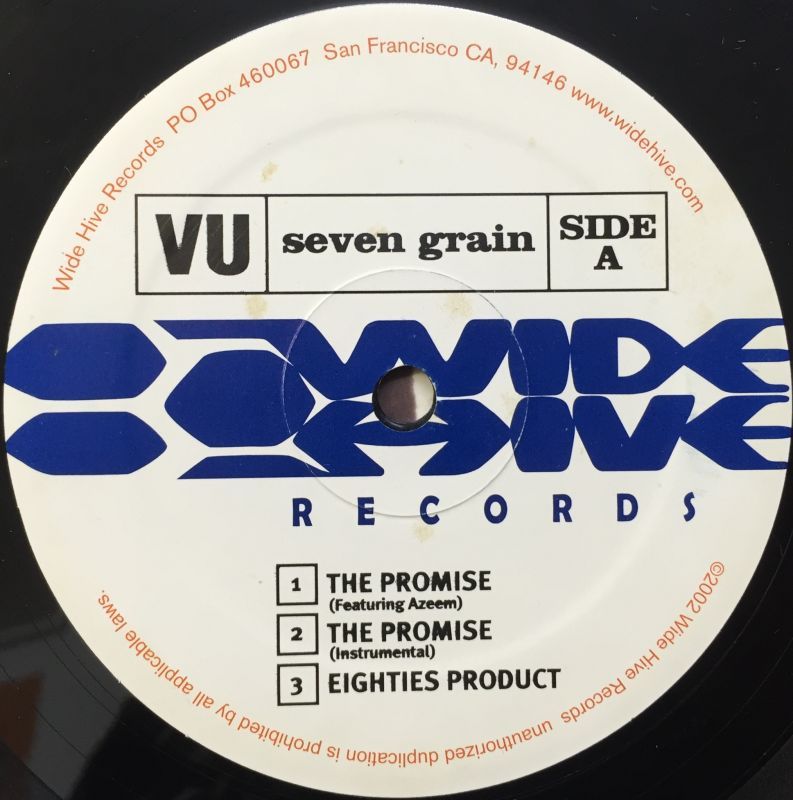 Wide Hive Records PO Box 460067 San Francisco CA, 94146 www.widehive.com
VU
seven grain
SIDE
A
WIDE
HIVE
RECORDS
1 THE PROMISE
(Featuring Azeem)
2 THE PROMISE
(Instrumental)
3 EIGHTIES PRODUCT
©2002 Wide Hive Records unauthorized duplication is prohibited by all applicable laws.